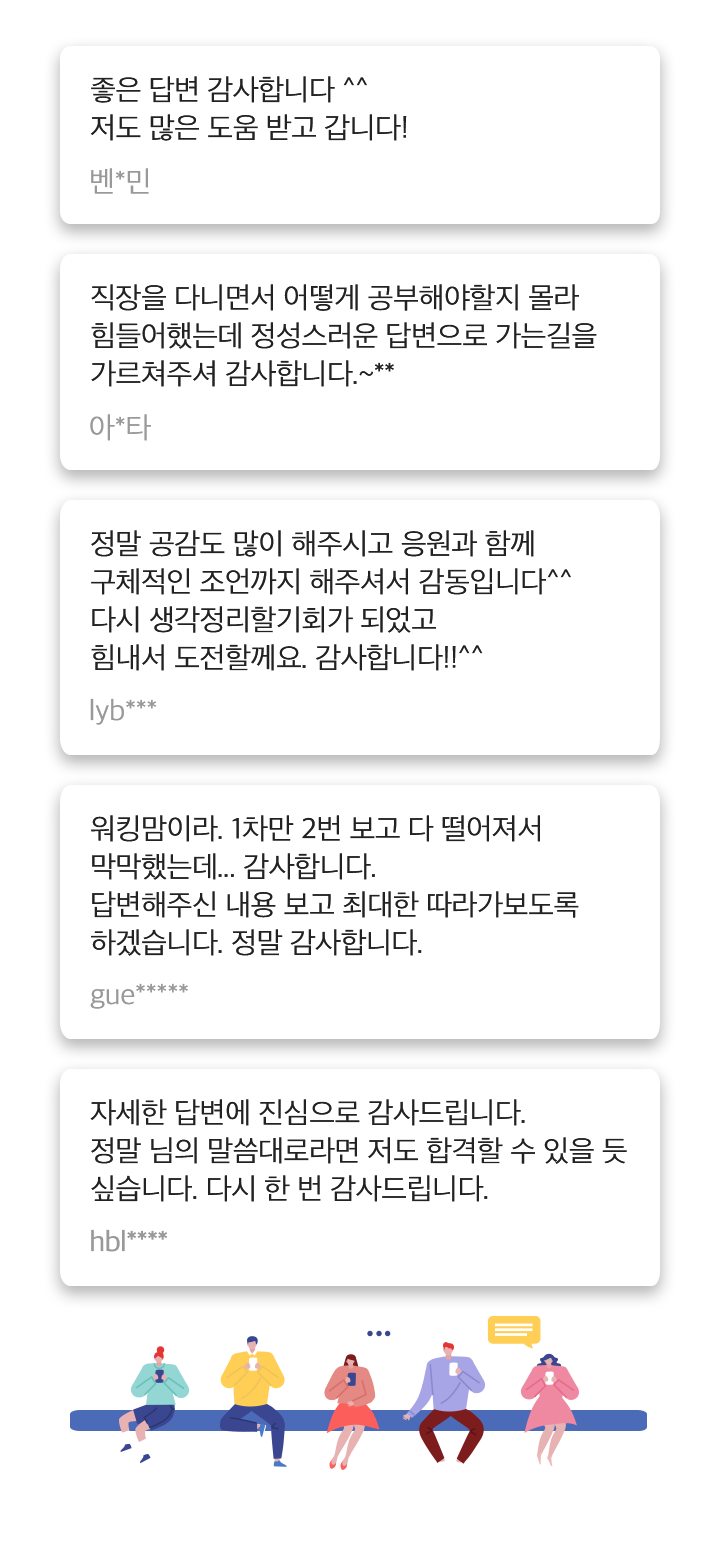 좋은 답변 감사합니다 ^^
저도 많은 도움 받고 갑니다!
벤*민
직장을 다니면서 어떻게 공부해야할지 몰라
힘들어했는데 정성스러운 답변으로 가는길을
가르쳐주셔 감사합니다.~**
아*타
정말 공감도 많이 해주시고 응원과 함께
구체적인 조언까지 해주셔서 감동입니다^^
다시 생각정리할기회가 되었고
힘내서 도전할께요. 감사합니다!!^^
lyb***
워킹맘이라. 1차만 2번 보고 다 떨어져서
막막했는데... 감사합니다.
답변해주신 내용 보고 최대한 따라가보도록
하겠습니다. 정말 감사합니다.
gue*****
자세한 답변에 진심으로 감사드립니다.
정말 님의 말씀대로라면 저도 합격할 수 있을 듯
싶습니다. 다시 한 번 감사드립니다.
hbl****